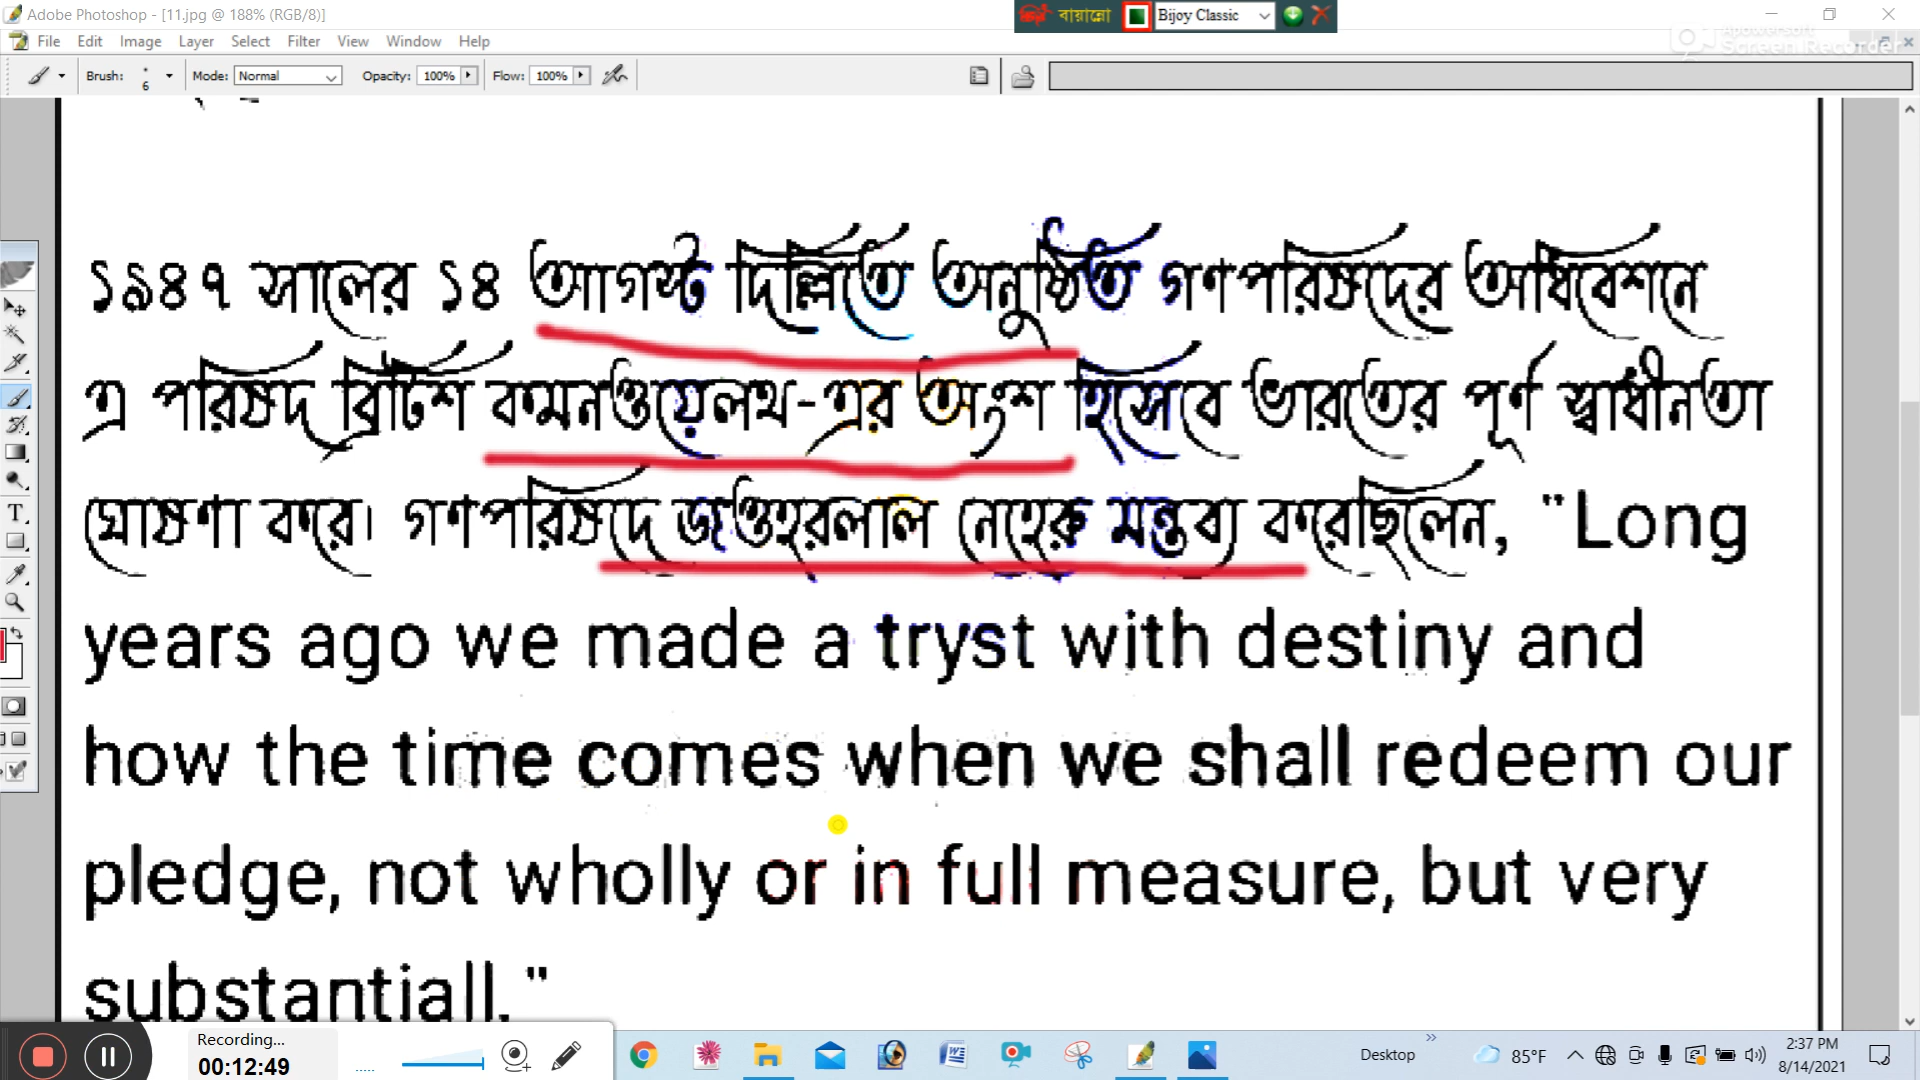 Adobe Photoshop - [11.jpg @ 188% (RGB/8)]
বায়ান্নো Bijoy Classic
File Edit Image Layer Select Filter View Window Help
Apowersoft
Screen Recorder
Brush: 6 Mode: Normal Opacity: 100% Flow: 100%
১৯৪৭ সালের ১৪ আগস্ট দিল্লিতে অনুষ্ঠিত গণপরিষদের অধিবেশনে
এ পরিষদ ব্রিটিশ কমনওয়েলথ-এর অংশ হিসেবে ভারতের পূর্ণ স্বাধীনতা
ঘোষণা করে। গণপরিষদে জওহরলাল নেহেরু মন্তব্য করেছিলেন, "Long
years ago we made a tryst with destiny and
how the time comes when we shall redeem our
pledge, not wholly or in full measure, but very
substantiall."
Recording...
00:12:49
Desktop
85°F
2:37 PM
8/14/2021